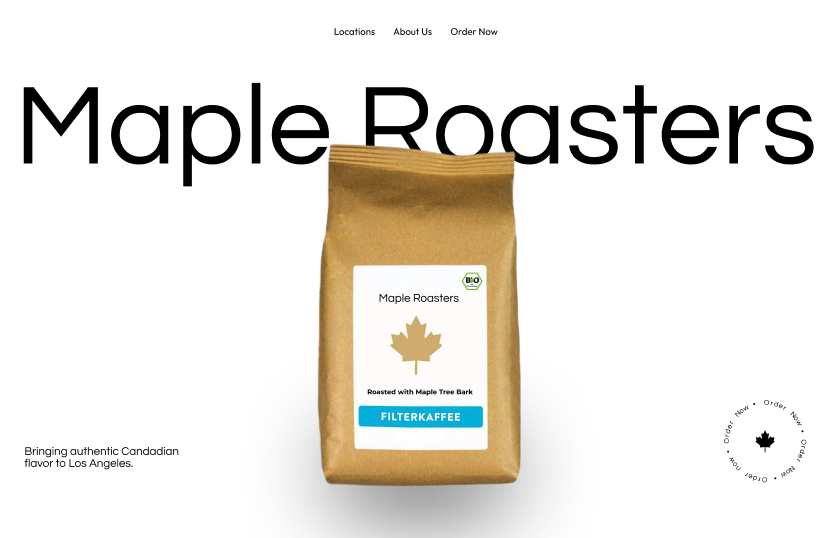 Locations About Us Order Now
Maple Roasters
BIO
Maple Roasters
Roasted with Maple Tree Bark
FILTERKAFFEE
Bringing authentic Candadian
flavor to Los Angeles.
Order Now • Order Now • Order Now • Order now •